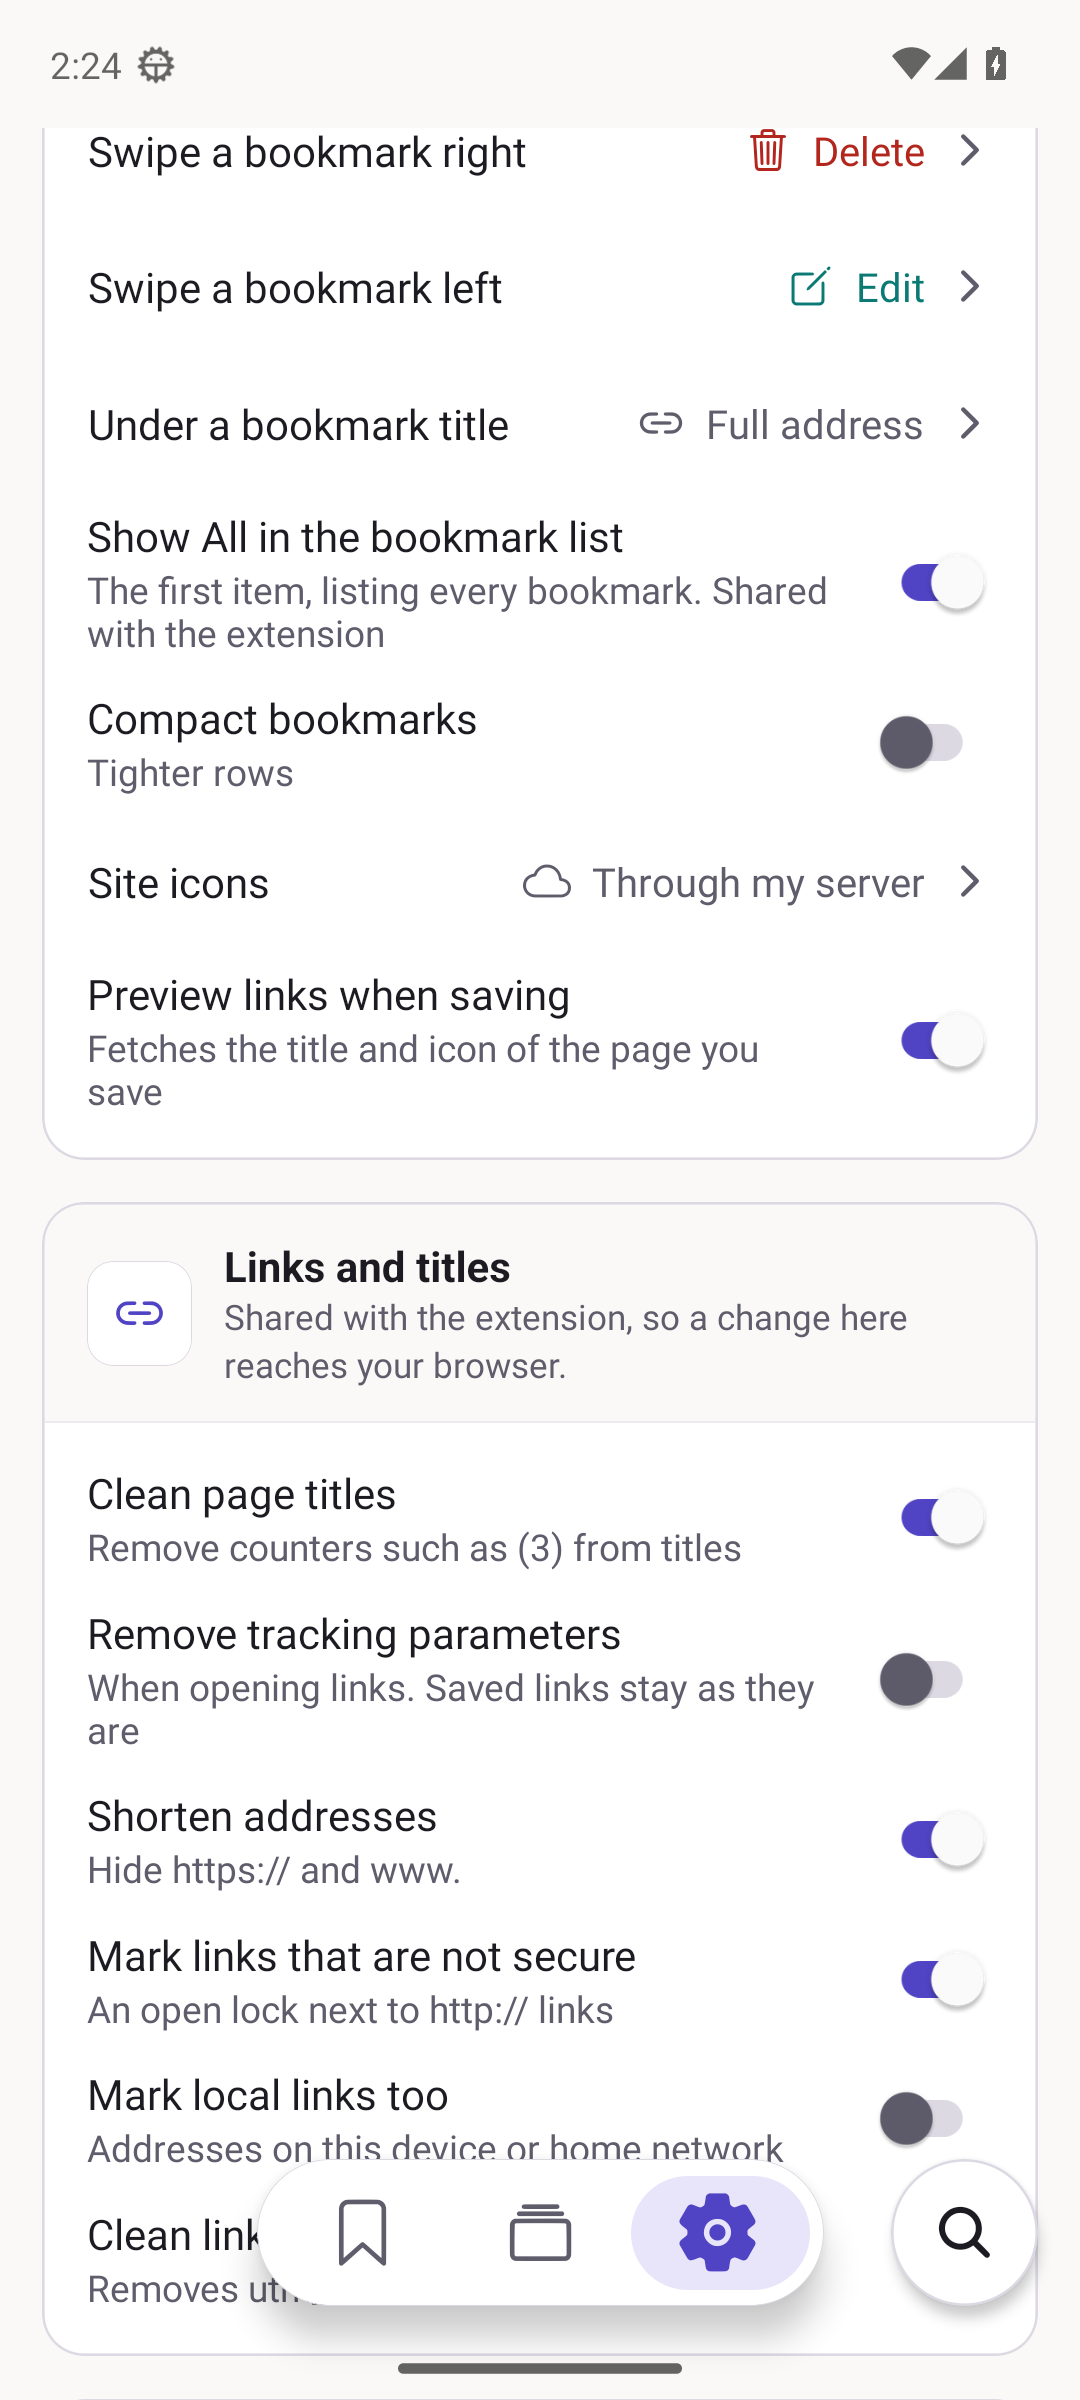 2:24
Swipe a bookmark right Delete
Swipe a bookmark left Edit
Under a bookmark title Full address
Show All in the bookmark list
The first item, listing every bookmark. Shared
with the extension
Compact bookmarks
Tighter rows
Site icons Through my server
Preview links when saving
Fetches the title and icon of the page you
save
Links and titles
Shared with the extension, so a change here
reaches your browser.
Clean page titles
Remove counters such as (3) from titles
Remove tracking parameters
When opening links. Saved links stay as they
are
Shorten addresses
Hide https:// and www.
Mark links that are not secure
An open lock next to http:// links
Mark local links too
Addresses on this device or home network
Clean link
Removes